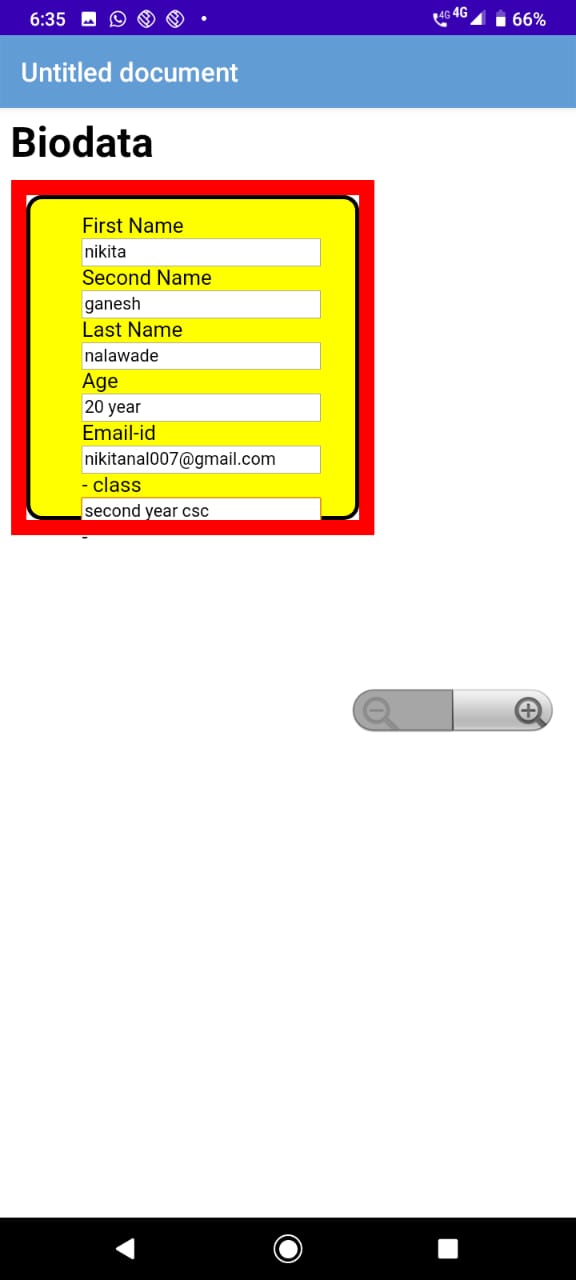 6:35 4G 4G 66%
Untitled document
Biodata
First Name
nikita
Second Name
ganesh
Last Name
nalawade
Age
20 year
Email-id
nikitanal007@gmail.com
- class
second year csc
-